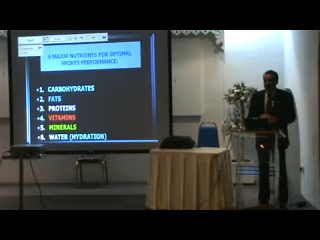 6 MAJOR NUTRIENTS FOR OPTIMAL
SPORTS PERFORMANCE:
•1. CARBOHYDRATES
•2. FATS
•3. PROTEINS
•4. VITAMINS
•5. MINERALS
•6. WATER (HYDRATION)